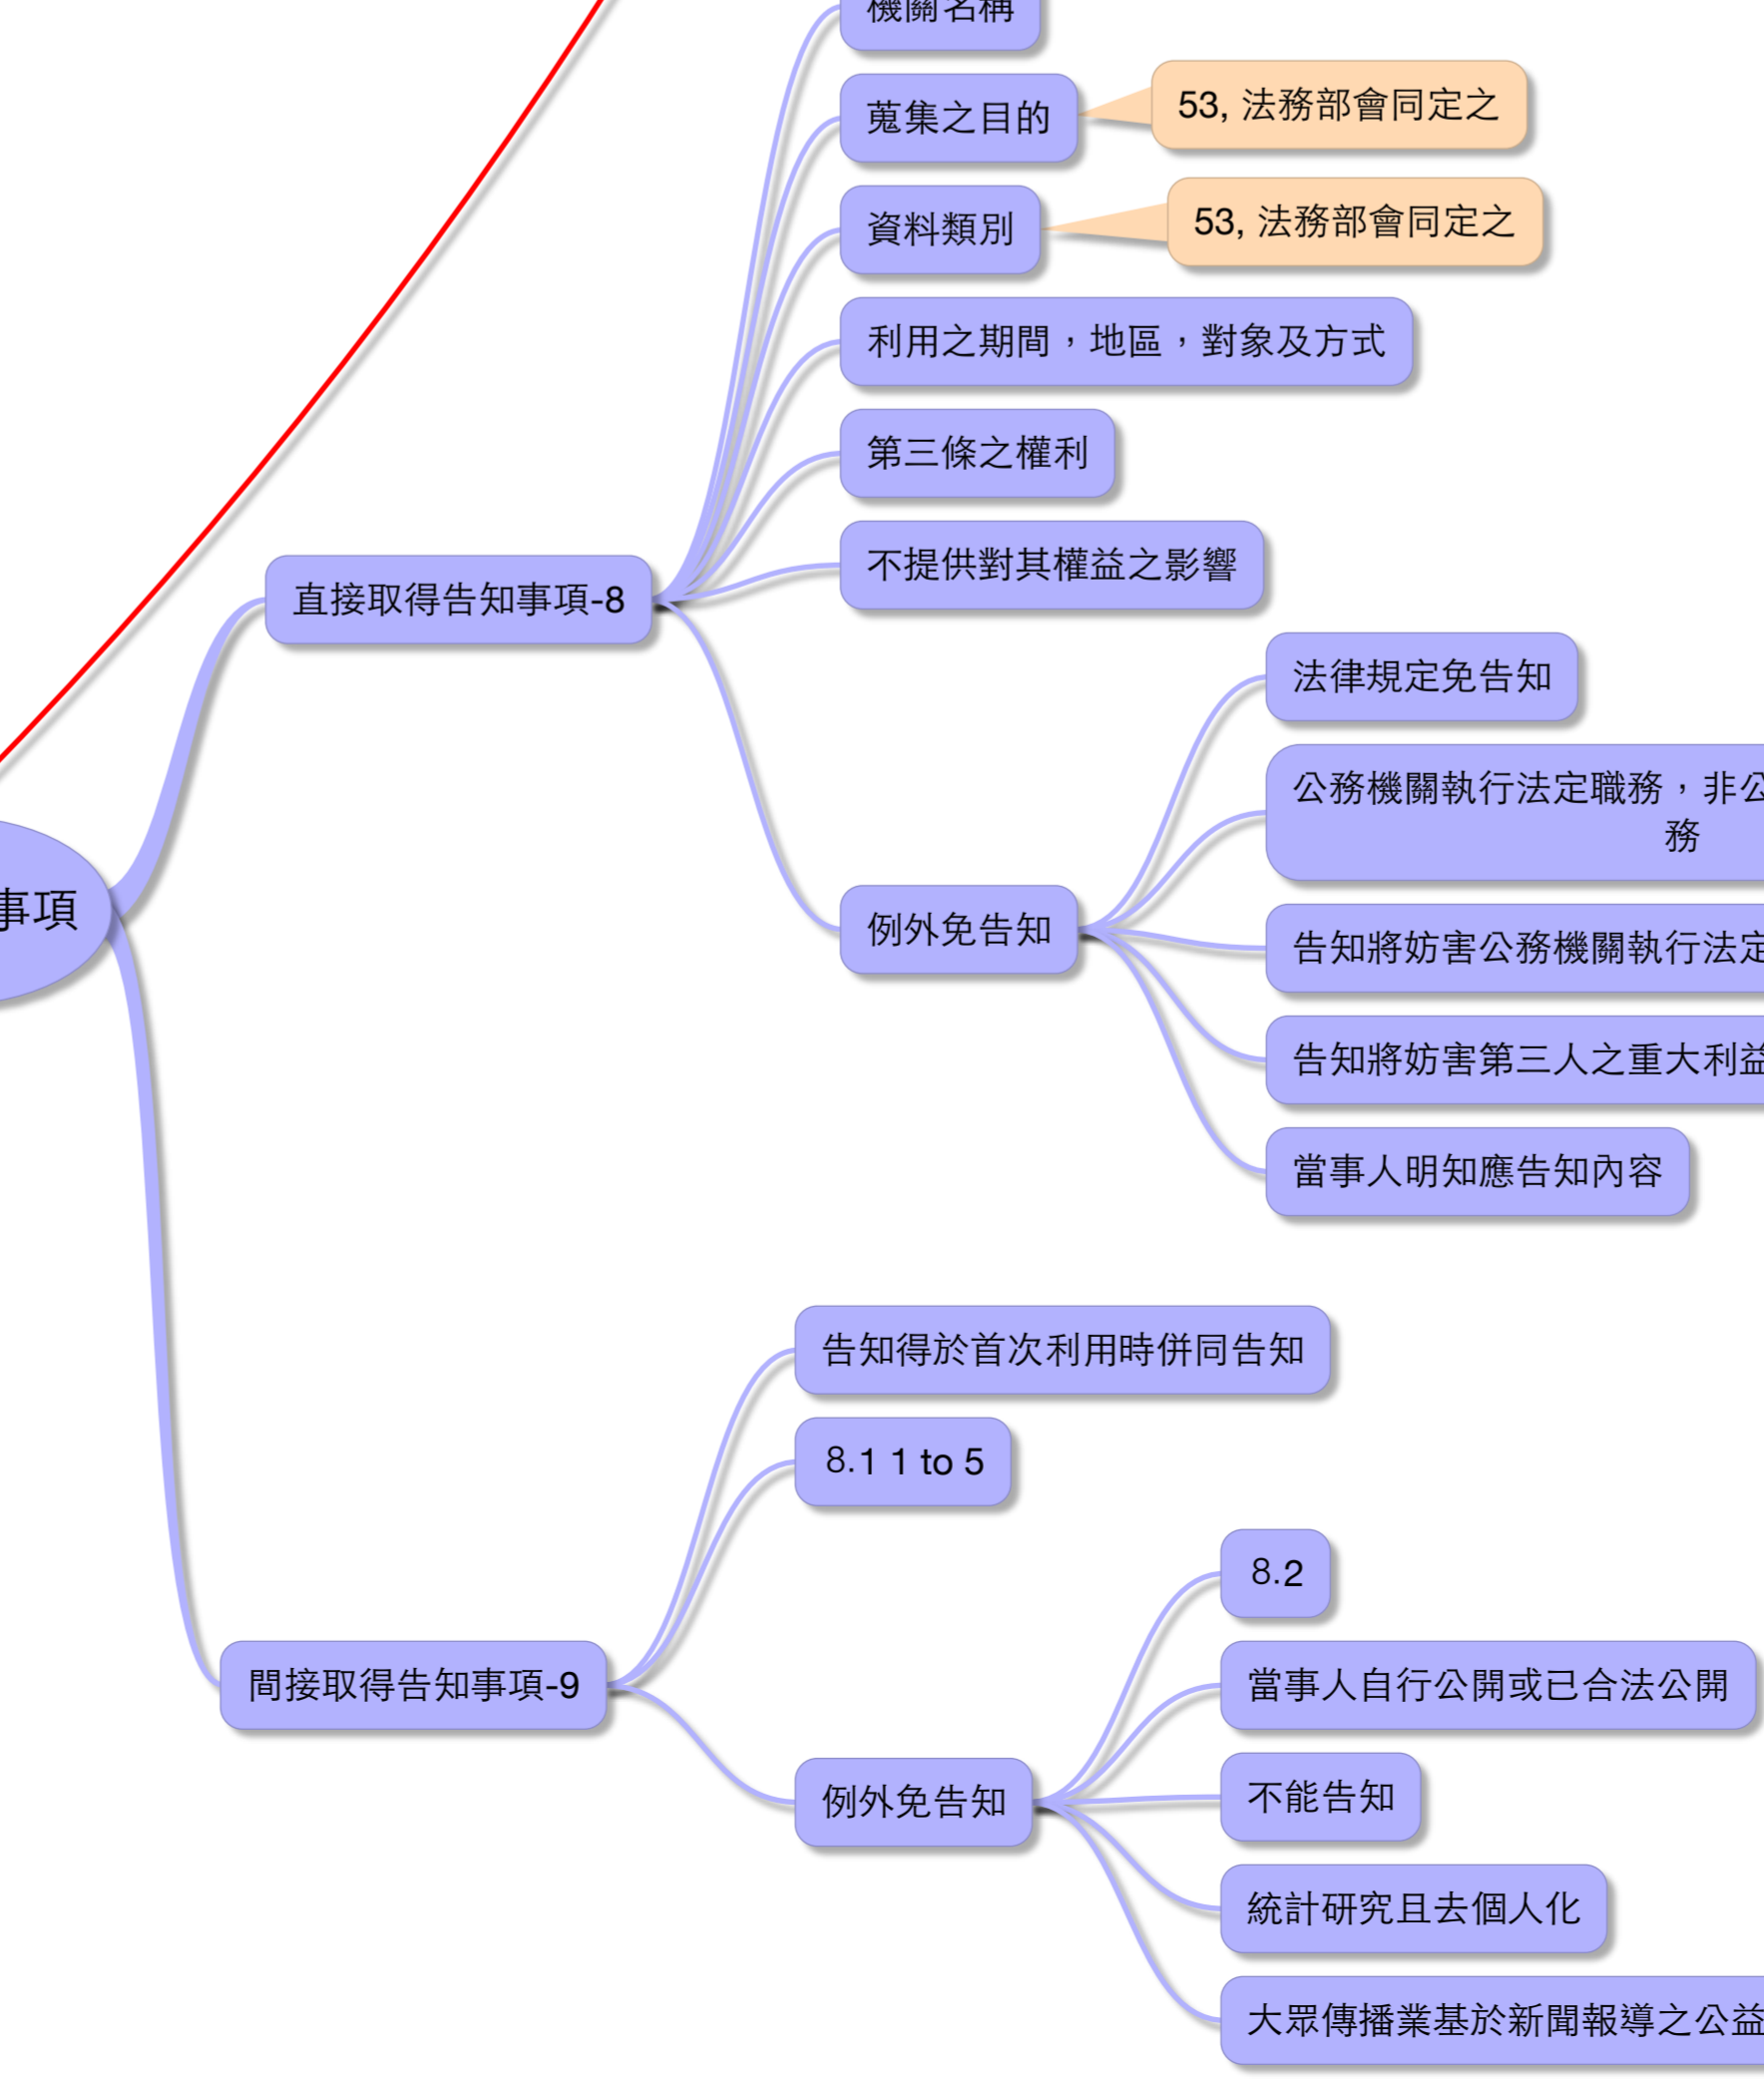 機關名稱
蒐集之目的
53, 法務部會同定之
資料類別
53, 法務部會同定之
利用之期間，地區，對象及方式
第三條之權利
不提供對其權益之影響
直接取得告知事項-8
法律規定免告知
公務機關執行法定職務，非公
務
例外免告知
告知將妨害公務機關執行法定
告知將妨害第三人之重大利益
當事人明知應告知內容
事項
告知得於首次利用時併同告知
8.1 1 to 5
8.2
間接取得告知事項-9
當事人自行公開或已合法公開
例外免告知
不能告知
統計研究且去個人化
大眾傳播業基於新聞報導之公益